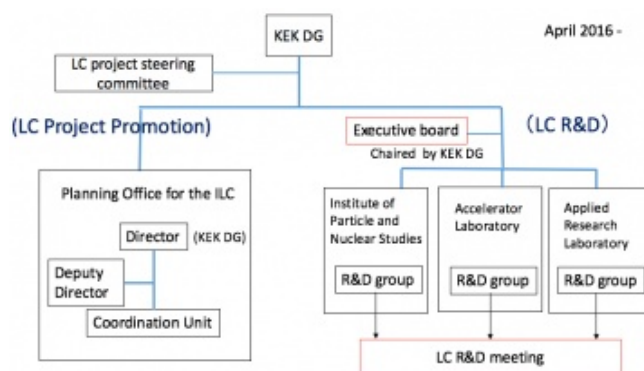 KEK DG
April 2016 -
LC project steering
committee
(LC Project Promotion)
(LC R&D)
Executive board
Chaired by KEK DG
Planning Office for the ILC
Director (KEK DG)
Deputy
Director
Coordination Unit
Institute of
Particle and
Nuclear Studies
R&D group
Accelerator
Laboratory
R&D group
Applied
Research
Laboratory
R&D group
LC R&D meeting